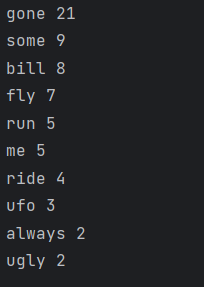 gone 21
some 9
bill 8
fly 7
run 5
me 5
ride 4
ufo 3
always 2
ugly 2